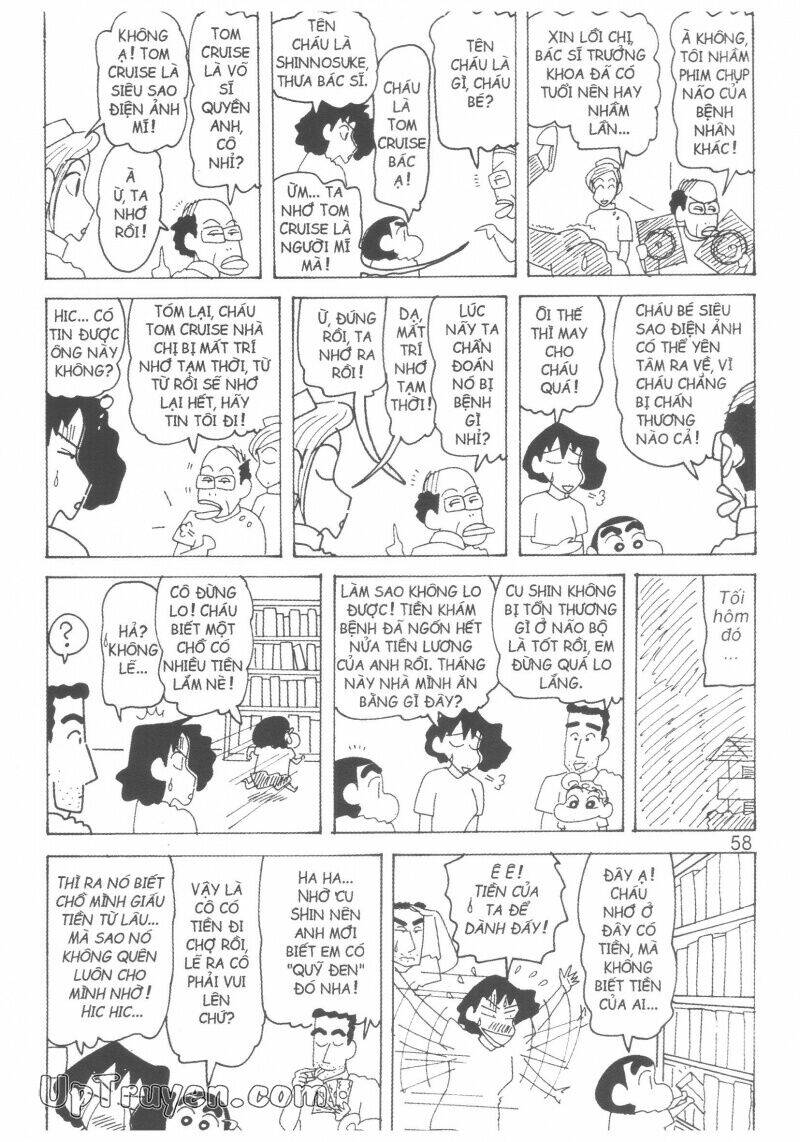 À KHÔNG,
TÔI NHẦM
PHIM CHỤP
NÃO CỦA
BỆNH
NHÂN
KHÁC!
XIN LỖI CHỊ,
BÁC SĨ TRƯỞNG
KHOA ĐÃ CÓ
TUỔI NÊN HAY
NHẦM
LẪN...
TÊN
CHÁU LÀ
GÌ, CHÁU
BÉ?
TÊN
CHÁU LÀ
SHINNOSUKE,
THƯA BÁC SĨ.
CHÁU
LÀ
TOM
CRUISE
BÁC
Ạ!
ỪM... TA
NHỚ TOM
CRUISE LÀ
NGƯỜI MĨ
MÀ!
TOM
CRUISE
LÀ VÕ
SĨ
QUYỀN
ANH,
CÔ
NHỈ?
KHÔNG
Ạ! TOM
CRUISE LÀ
SIÊU SAO
ĐIỆN ẢNH
MĨ!
À
Ừ, TA
NHỚ
RỒI!
CHÁU BÉ SIÊU
SAO ĐIỆN ẢNH
CÓ THỂ YÊN
TÂM RA VỀ, VÌ
CHÁU CHẲNG
BỊ CHẤN
THƯƠNG
NÀO CẢ!
ÔI THẾ
THÌ MAY
CHO
CHÁU
QUÁ!
LÚC
NÃY TA
CHẨN
ĐOÁN
NÓ BỊ
BỆNH
GÌ
NHỈ?
DẠ,
MẤT
TRÍ
NHỚ
TẠM
THỜI!
Ừ, ĐÚNG
RỒI, TA
NHỚ RA
RỒI!
TÓM LẠI, CHÁU
TOM CRUISE NHÀ
CHỊ BỊ MẤT TRÍ
NHỚ TẠM THỜI, TỪ
TỪ RỒI SẼ NHỚ
LẠI HẾT, HÃY
TIN TÔI ĐI!
HIC... CÓ
TIN ĐƯỢC
ÔNG NÀY
KHÔNG?
Tối
hôm
đó
...
CU SHIN KHÔNG
BỊ TỔN THƯƠNG
GÌ Ở NÃO BỘ
LÀ TỐT RỒI, EM
ĐỪNG QUÁ LO
LẮNG.
LÀM SAO KHÔNG LO
ĐƯỢC! TIỀN KHÁM
BỆNH ĐÃ NGỐN HẾT
NỬA TIỀN LƯƠNG
CỦA ANH RỒI. THÁNG
NÀY NHÀ MÌNH ĂN
BẰNG GÌ ĐÂY?
CÔ ĐỪNG
LO! CHÁU
BIẾT MỘT
CHỖ CÓ
NHIỀU TIỀN
LẮM NÈ!
HẢ?
KHÔNG
LẼ...
?
58
ĐÂY Ạ!
CHÁU
NHỚ Ở
ĐÂY CÓ
TIỀN, MÀ
KHÔNG
BIẾT TIỀN
CỦA AI...
Ê Ê!
TIỀN CỦA
TA ĐỂ
DÀNH ĐẤY!
HA HA...
NHỜ CU
SHIN NÊN
ANH MỚI
BIẾT EM CÓ
"QUỸ ĐEN"
ĐÓ NHA!
VẬY LÀ
CÔ CÓ
TIỀN ĐI
CHỢ RỒI,
LẼ RA CÔ
PHẢI VUI
LÊN
CHỨ?
THÌ RA NÓ BIẾT
CHỖ MÌNH GIẤU
TIỀN TỪ LÂU...
MÀ SAO NÓ
KHÔNG QUÊN
LUÔN CHO
MÌNH NHỜ!
HIC HIC...
UpTruyen.com